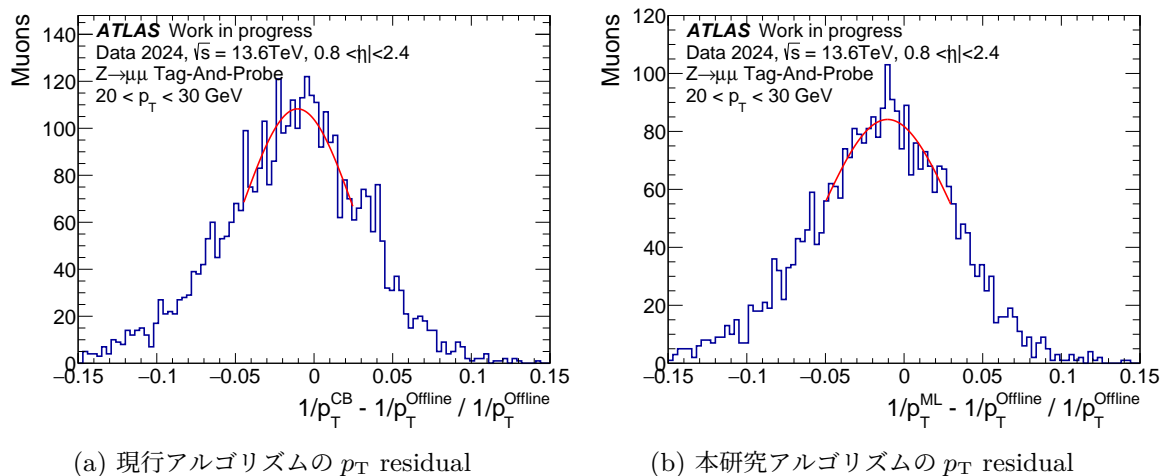 ATLAS Work in progress
Data 2024, √s = 13.6TeV, 0.8 <|η|<2.4
Z→μμ Tag-And-Probe
20 < p_T < 30 GeV
Muons
140
120
100
80
60
40
20
0
−0.15 −0.1 −0.05 0 0.05 0.1 0.15
1/p_T^CB - 1/p_T^Offline / 1/p_T^Offline
(a) 現行アルゴリズムの p_T residual
ATLAS Work in progress
Data 2024, √s = 13.6TeV, 0.8 <|η|<2.4
Z→μμ Tag-And-Probe
20 < p_T < 30 GeV
Muons
120
100
80
60
40
20
0
−0.15 −0.1 −0.05 0 0.05 0.1 0.15
1/p_T^ML - 1/p_T^Offline / 1/p_T^Offline
(b) 本研究アルゴリズムの p_T residual